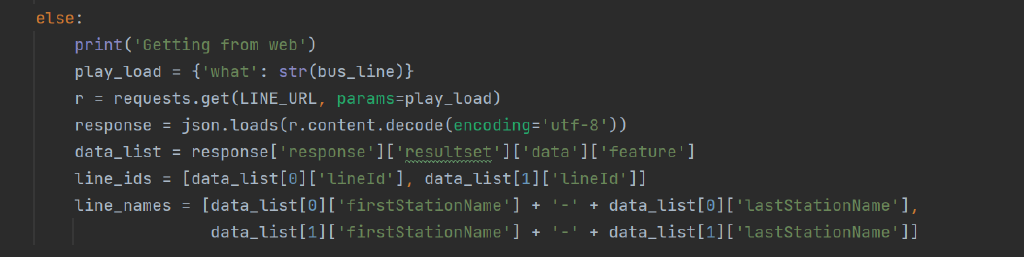 else:
    print('Getting from web')
    play_load = {'what': str(bus_line)}
    r = requests.get(LINE_URL, params=play_load)
    response = json.loads(r.content.decode(encoding='utf-8'))
    data_list = response['response']['resultset']['data']['feature']
    line_ids = [data_list[0]['lineId'], data_list[1]['lineId']]
    line_names = [data_list[0]['firstStationName'] + '-' + data_list[0]['lastStationName'],
                  data_list[1]['firstStationName'] + '-' + data_list[1]['lastStationName']]